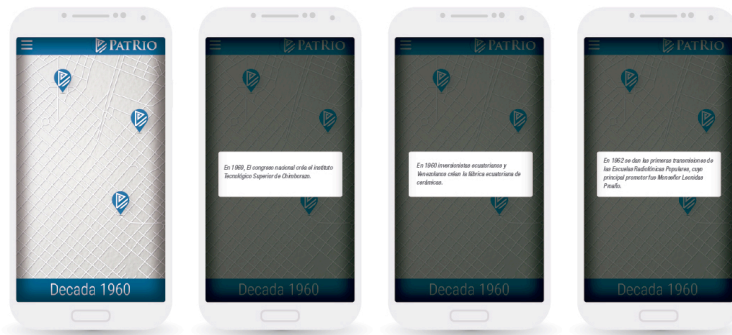 PATRIO
Decada 1960
PATRIO
En 1969, El congreso nacional crea el instituto
Tecnológico Superior de Chimborazo.
Decada 1960
PATRIO
En 1960 inversionistas ecuatorianos y
Venezolanos crean la fábrica ecuatoriana de
cerámicas.
Decada 1960
PATRIO
En 1962 se dan las primeras transmisiones de
las Escuelas Radiofónicas Populares, cuyo
principal promotor fue Monseñor Leonidas
Proaño.
Decada 1960